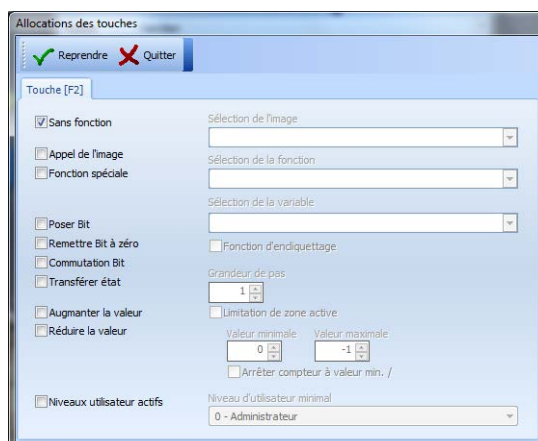 Allocations des touches
Reprendre Quitter
Touche [F2]
Sans fonction
Sélection de l'image
Appel de l'image
Sélection de la fonction
Fonction spéciale
Sélection de la variable
Poser Bit
Remettre Bit à zéro
Fonction d'encliquettage
Commutation Bit
Grandeur de pas
Transférer état
1
Augmanter la valeur
Limitation de zone active
Réduire la valeur
Valeur minimale Valeur maximale
0 -1
Arrêter compteur à valeur min. /
Niveaux utilisateur actifs
Niveau d'utilisateur minimal
0 - Administrateur